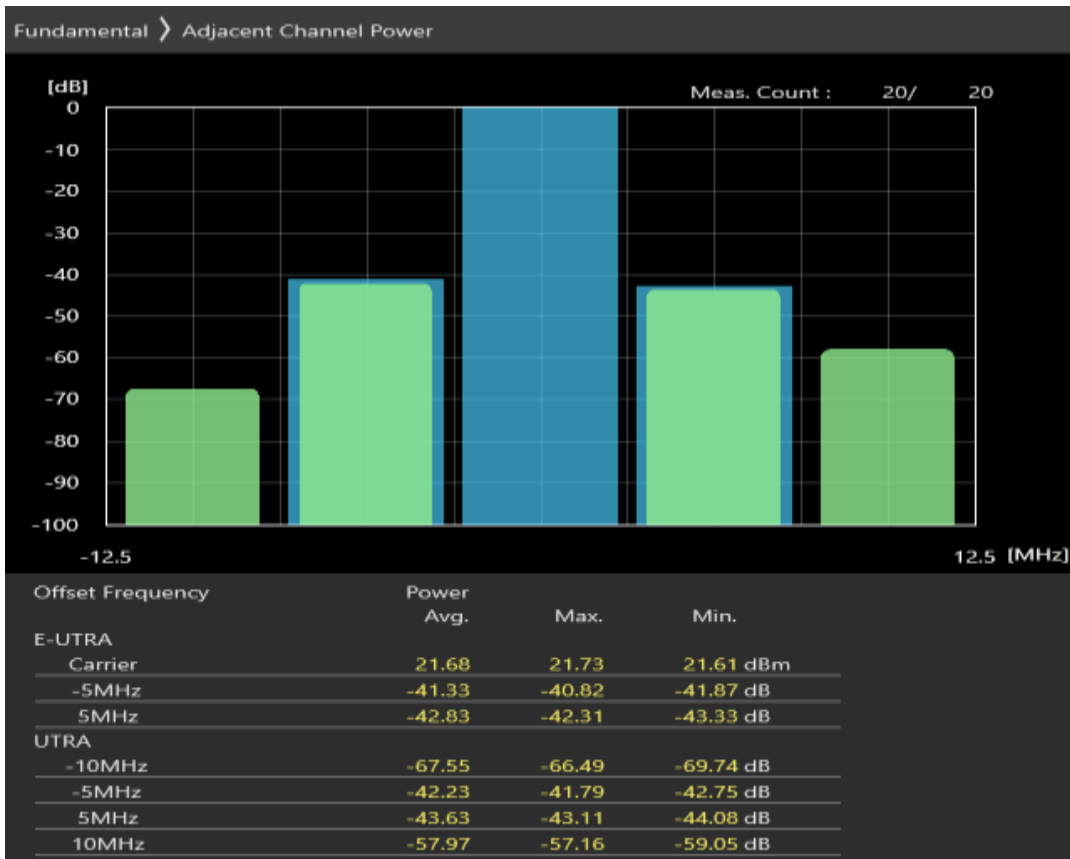 Fundamental 〉 Adjacent Channel Power
[dB]
Meas. Count : 20/ 20
0
-10
-20
-30
-40
-50
-60
-70
-80
-90
-100
-12.5 12.5 [MHz]
Offset Frequency Power
Avg. Max. Min.
E-UTRA
Carrier 21.68 21.73 21.61 dBm
-5MHz -41.33 -40.82 -41.87 dB
5MHz -42.83 -42.31 -43.33 dB
UTRA
-10MHz -67.55 -66.49 -69.74 dB
-5MHz -42.23 -41.79 -42.75 dB
5MHz -43.63 -43.11 -44.08 dB
10MHz -57.97 -57.16 -59.05 dB